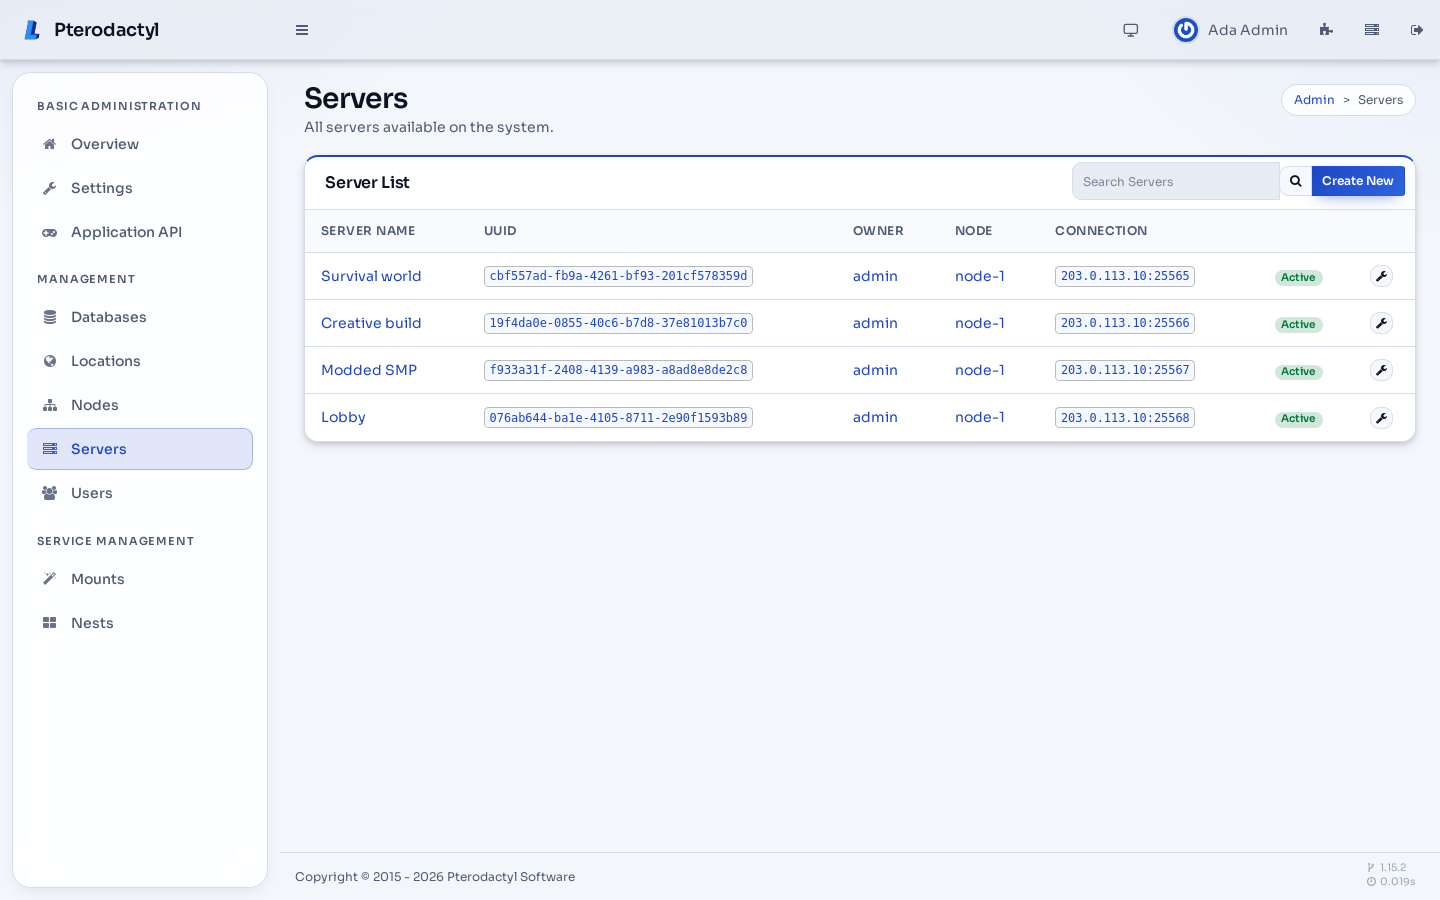 Pterodactyl
Ada Admin
BASIC ADMINISTRATION
Overview
Settings
Application API
MANAGEMENT
Databases
Locations
Nodes
Servers
Users
SERVICE MANAGEMENT
Mounts
Nests
Servers
All servers available on the system.
Admin > Servers
Server List
Search Servers
Create New
SERVER NAME UUID OWNER NODE CONNECTION
Survival world cbf557ad-fb9a-4261-bf93-201cf578359d admin node-1 203.0.113.10:25565 Active
Creative build 19f4da0e-0855-40c6-b7d8-37e81013b7c0 admin node-1 203.0.113.10:25566 Active
Modded SMP f933a31f-2408-4139-a983-a8ad8e8de2c8 admin node-1 203.0.113.10:25567 Active
Lobby 076ab644-ba1e-4105-8711-2e90f1593b89 admin node-1 203.0.113.10:25568 Active
Copyright © 2015 - 2026 Pterodactyl Software
1.15.2
0.019s